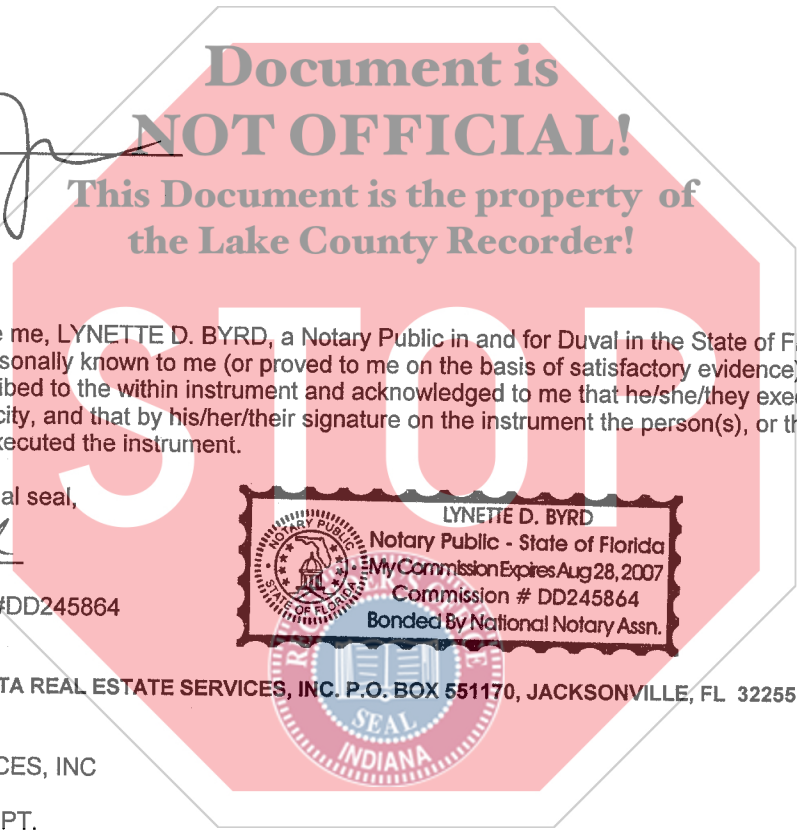 Document is
NOT OFFICIAL!
This Document is the property of
the Lake County Recorder!
STOP
e me, LYNETTE D. BYRD, a Notary Public in and for Duval in the State of F
sonally known to me (or proved to me on the basis of satisfactory evidence)
ibed to the within instrument and acknowledged to me that he/she/they exe
city, and that by his/her/their signature on the instrument the person(s), or th
xecuted the instrument.
al seal,
LYNETTE D. BYRD
Notary Public - State of Florida
My Commission Expires Aug 28, 2007
Commission # DD245864
Bonded By National Notary Assn.
NOTARY PUBLIC
STATE OF FLORIDA
#DD245864
TA REAL ESTATE SERVICES, INC. P.O. BOX 551170, JACKSONVILLE, FL 32255
SEAL
INDIANA
CES, INC
PT.